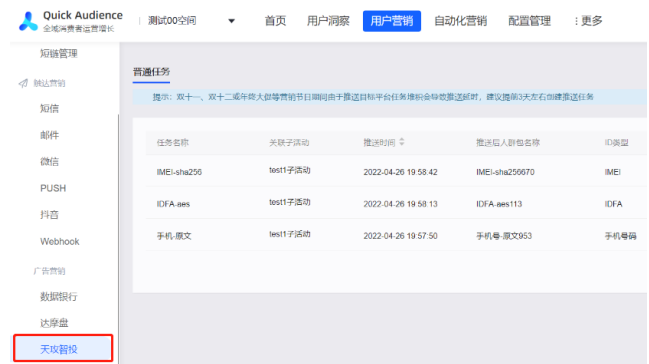 Quick Audience
全域消费者运营增长
测试00空间
首页
用户洞察
用户营销
自动化营销
配置管理
更多
短链管理
触达营销
短信
邮件
微信
PUSH
抖音
Webhook
广告营销
数据银行
达摩盘
天攻智投
普通任务
提示：双十一、双十二或年终大促等营销节日期间由于推送目标平台任务堆积会导致推送延时，建议提前3天左右创建推送任务
任务名称 关联子活动 推送时间 推送后人群包名称 ID类型
IMEI-sha256 test1子活动 2022-04-26 19:58:42 IMEI-sha256670 IMEI
IDFA-aes test1子活动 2022-04-26 19:58:13 IDFA-aes113 IDFA
手机-原文 test1子活动 2022-04-26 19:57:50 手机号-原文953 手机号码